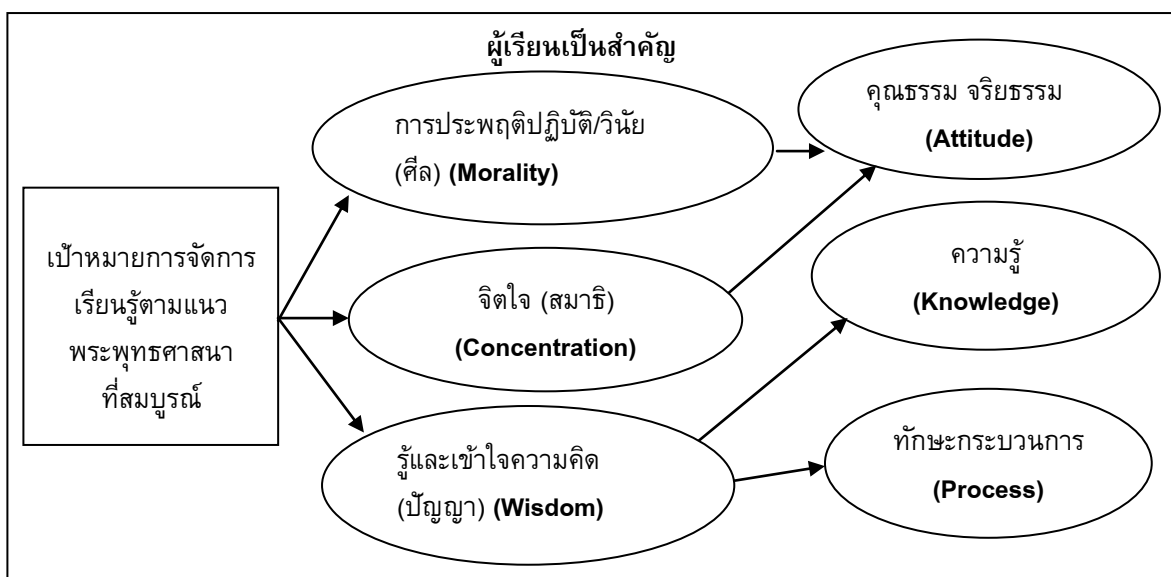 ผู้เรียนเป็นสำคัญ
เป้าหมายการจัดการ
เรียนรู้ตามแนว
พระพุทธศาสนา
ที่สมบูรณ์
การประพฤติปฏิบัติ/วินัย
(ศีล) (Morality)
จิตใจ (สมาธิ)
(Concentration)
รู้และเข้าใจความคิด
(ปัญญา) (Wisdom)
คุณธรรม จริยธรรม
(Attitude)
ความรู้
(Knowledge)
ทักษะกระบวนการ
(Process)